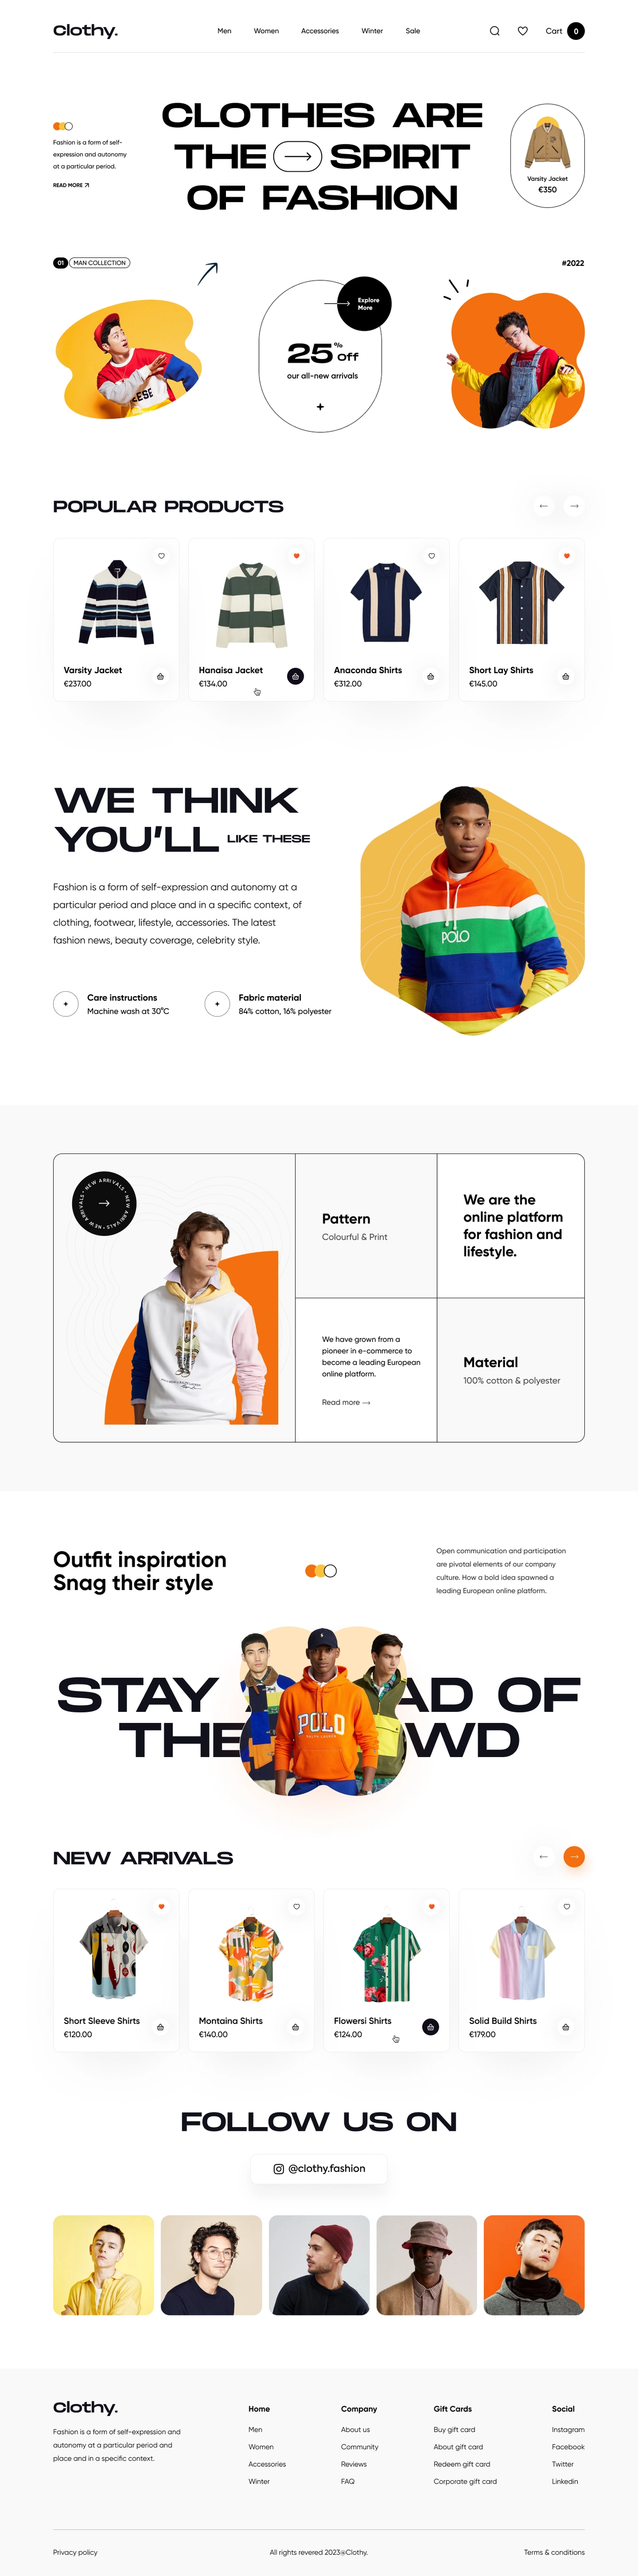 Clothy.
Men Women Accessories Winter Sale
Cart 0
Fashion is a form of self-
expression and autonomy
at a particular period.
READ MORE
CLOTHES ARE
THE SPIRIT
OF FASHION
Varsity Jacket
€350
01 MAN COLLECTION
#2022
Explore
More
25% off
our all-new arrivals
POPULAR PRODUCTS
Varsity Jacket
€237.00
Hanaisa Jacket
€134.00
Anaconda Shirts
€312.00
Short Lay Shirts
€145.00
WE THINK
YOU'LL LIKE THESE
Fashion is a form of self-expression and autonomy at a
particular period and place and in a specific context, of
clothing, footwear, lifestyle, accessories. The latest
fashion news, beauty coverage, celebrity style.
Care instructions
Machine wash at 30°C
Fabric material
84% cotton, 16% polyester
POLO
NEW ARRIVALS • NEW ARRIVALS • NEW ARRIVALS •
Pattern
Colourful & Print
We are the
online platform
for fashion and
lifestyle.
We have grown from a
pioneer in e-commerce to
become a leading European
online platform.
Read more
Material
100% cotton & polyester
Outfit inspiration
Snag their style
Open communication and participation
are pivotal elements of our company
culture. How a bold idea spawned a
leading European online platform.
STAY AD OF
THE WD
POLO
RALPH LAUREN
NEW ARRIVALS
Short Sleeve Shirts
€120.00
Montaina Shirts
€140.00
Flowersi Shirts
€124.00
Solid Build Shirts
€179.00
FOLLOW US ON
@clothy.fashion
Clothy.
Fashion is a form of self-expression and
autonomy at a particular period and
place and in a specific context.
Home
Men
Women
Accessories
Winter
Company
About us
Community
Reviews
FAQ
Gift Cards
Buy gift card
About gift card
Redeem gift card
Corporate gift card
Social
Instagram
Facebook
Twitter
Linkedin
Privacy policy
All rights revered 2023@Clothy.
Terms & conditions